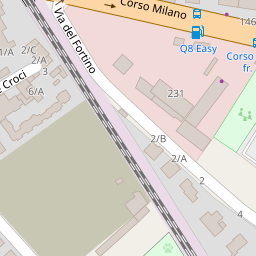 Corso Milano
146
Via del Fortino
Q8 Easy
1/A
2/C
2/A
Corso
fr.
Croci
3
6/A
231
2/B
2/A
2
4